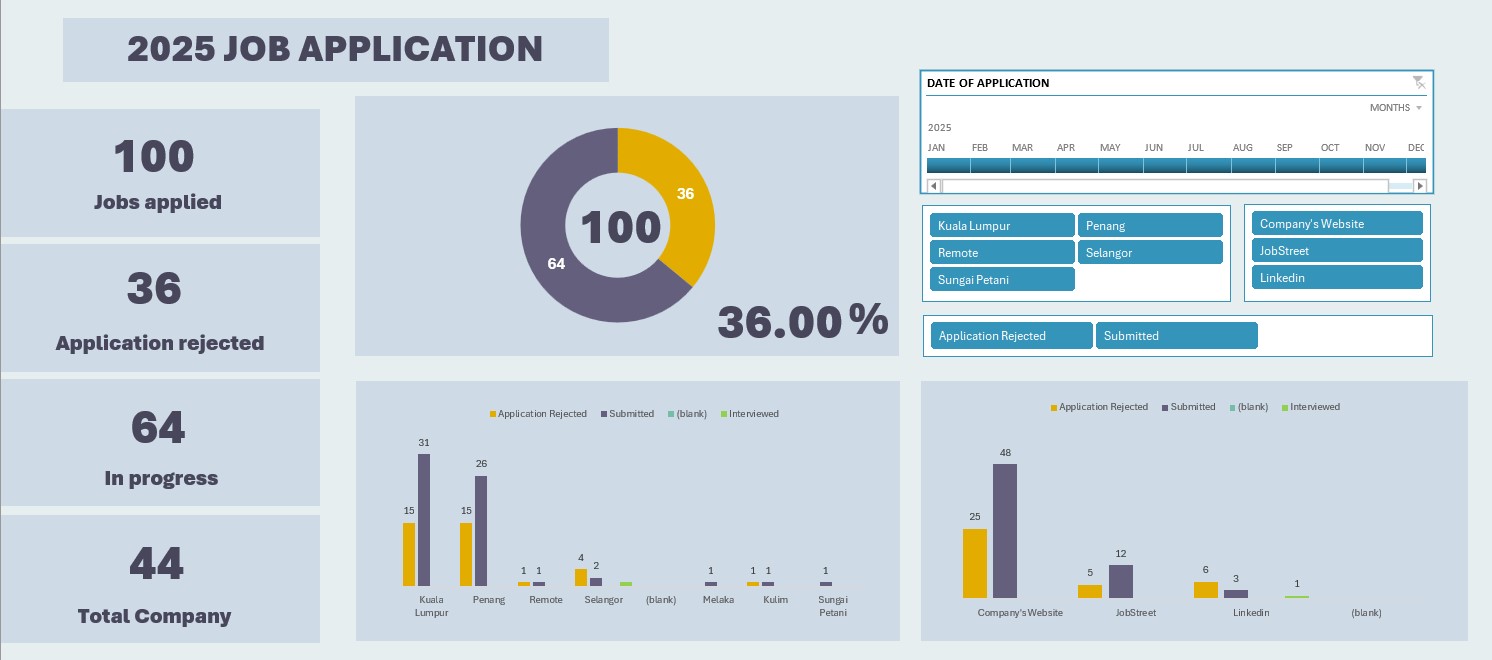 2025 JOB APPLICATION
100
Jobs applied
36
Application rejected
64
In progress
44
Total Company
36
100
64
36.00%
DATE OF APPLICATION
MONTHS
2025
JAN FEB MAR APR MAY JUN JUL AUG SEP OCT NOV DEC
Kuala Lumpur Penang
Remote Selangor
Sungai Petani
Company's Website
JobStreet
Linkedin
Application Rejected Submitted
Application Rejected Submitted (blank) Interviewed
31
26
15 15
4
1 1 2 1 1 1 1
Kuala Penang Remote Selangor (blank) Melaka Kulim Sungai
Lumpur Petani
Application Rejected Submitted (blank) Interviewed
48
25
12
5 6 3 1
Company's Website JobStreet Linkedin (blank)